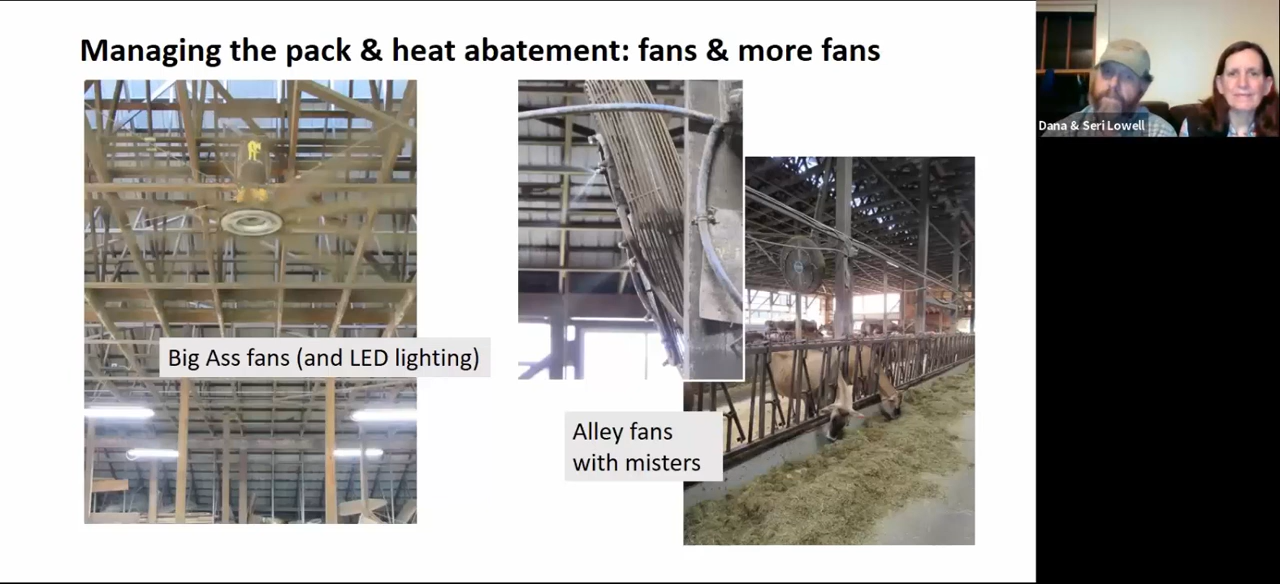 Managing the pack & heat abatement: fans & more fans
Dana & Seri Lowell
Big Ass fans (and LED lighting)
Alley fans
with misters